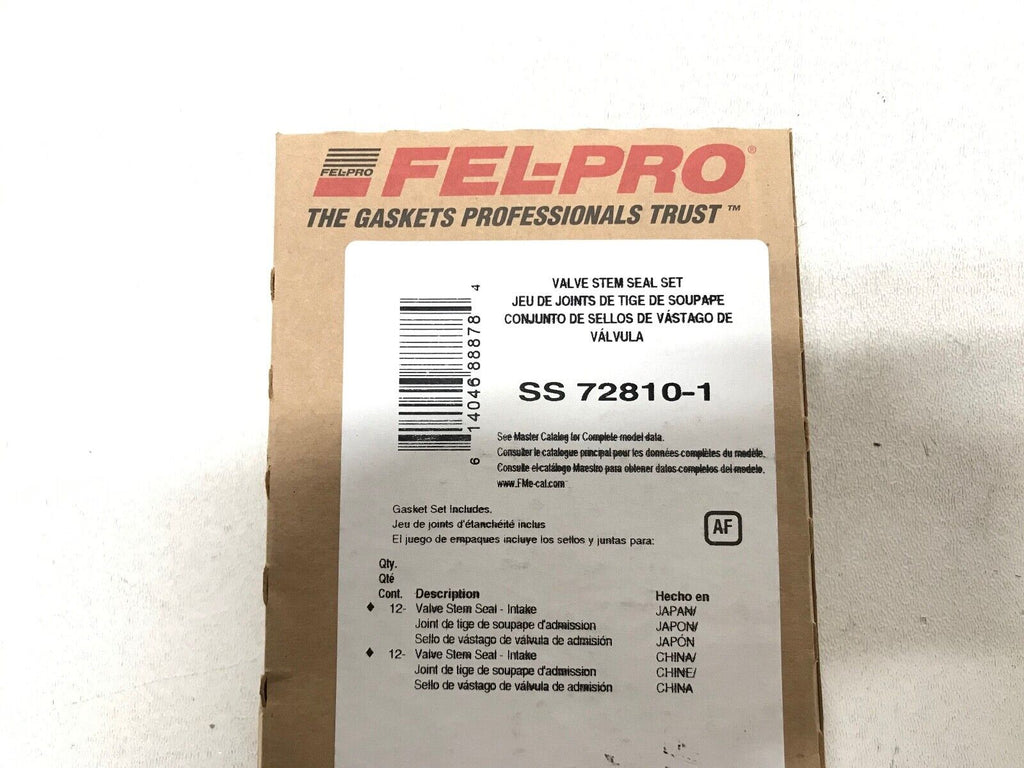 FEL-PRO
FEL-PRO®
THE GASKETS PROFESSIONALS TRUST ™
VALVE STEM SEAL SET
JEU DE JOINTS DE TIGE DE SOUPAPE
CONJUNTO DE SELLOS DE VÁSTAGO DE
VÁLVULA
6 14046 88878 4
SS 72810-1
See Master Catalog for Complete model data.
Consulter le catalogue principal pour les données complètes du modèle.
Consulte el catálogo Maestro para obtener datos completos del modelo.
www.FMe-cat.com
Gasket Set Includes.
Jeu de joints d'étanchéité inclus
El juego de empaques incluye los sellos y juntas para:
AF
Qty.
Qté
Cont. Description Hecho en
♦ 12- Valve Stem Seal - Intake JAPAN/
Joint de tige de soupape d'admission JAPON/
Sello de vástago de válvula de admisión JAPÓN
♦ 12- Valve Stem Seal - Intake CHINA/
Joint de tige de soupape d'admission CHINE/
Sello de vástago de válvula de admisión CHINA